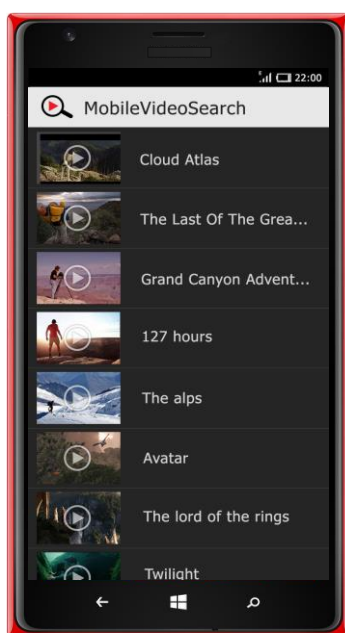 22:00
MobileVideoSearch
Cloud Atlas
The Last Of The Grea...
Grand Canyon Advent...
127 hours
The alps
Avatar
The lord of the rings
Twilight